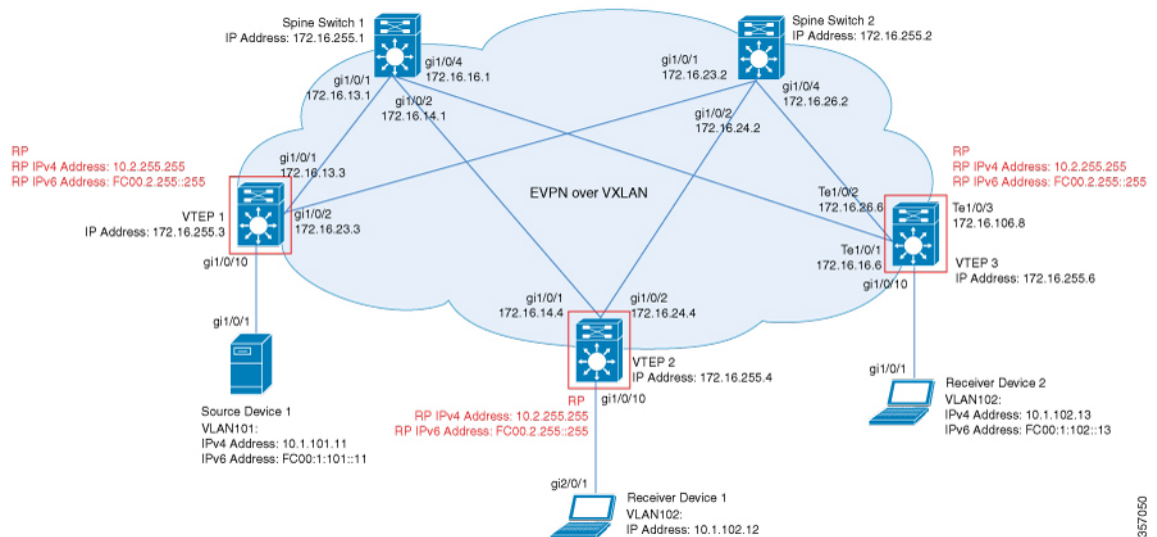 Spine Switch 1
IP Address: 172.16.255.1
Spine Switch 2
IP Address: 172.16.255.2
gi1/0/4
172.16.16.1
gi1/0/1
172.16.13.1
gi1/0/2
172.16.14.1
gi1/0/1
172.16.23.2
gi1/0/4
172.16.26.2
gi1/0/2
172.16.24.2
RP
RP IPv4 Address: 10.2.255.255
RP IPv6 Address: FC00.2.255::255
gi1/0/1
172.16.13.3
VTEP 1
IP Address: 172.16.255.3
gi1/0/2
172.16.23.3
gi1/0/10
EVPN over VXLAN
RP
RP IPv4 Address: 10.2.255.255
RP IPv6 Address: FC00.2.255::255
Te1/0/2
172.16.26.6
Te1/0/3
172.16.106.8
Te1/0/1
172.16.16.6
VTEP 3
IP Address: 172.16.255.6
gi1/0/10
gi1/0/1
172.16.14.4
gi1/0/2
172.16.24.4
VTEP 2
IP Address: 172.16.255.4
gi1/0/10
RP
RP IPv4 Address: 10.2.255.255
RP IPv6 Address: FC00.2.255::255
gi1/0/1
Source Device 1
VLAN101:
IPv4 Address: 10.1.101.11
IPv6 Address: FC00:1:101::11
gi1/0/1
Receiver Device 2
VLAN102:
IPv4 Address: 10.1.102.13
IPv6 Address: FC00:1:102::13
gi2/0/1
Receiver Device 1
VLAN102:
IP Address: 10.1.102.12
357050